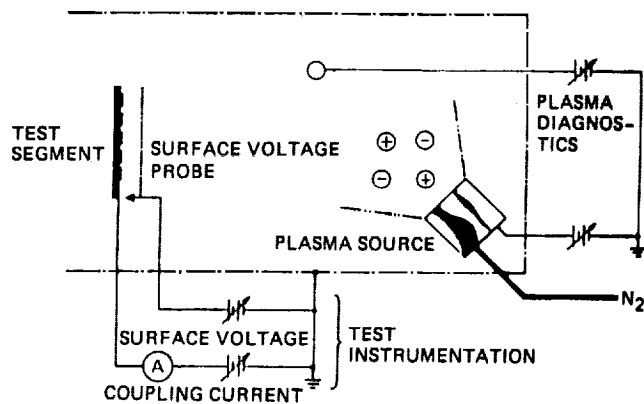 TEST
SEGMENT
SURFACE VOLTAGE
PROBE
PLASMA
DIAGNOS-
TICS
+ −
− +
PLASMA SOURCE
N₂
SURFACE VOLTAGE
TEST
INSTRUMENTATION
A
COUPLING CURRENT